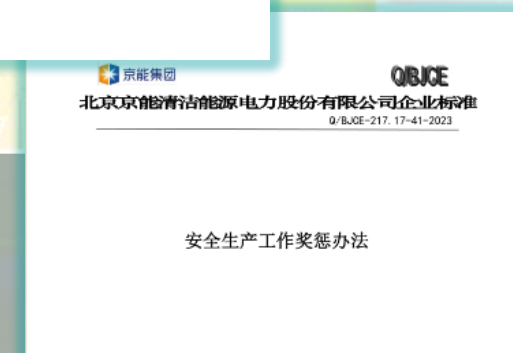 京能集团
Q/BJCE
北京京能清洁能源电力股份有限公司企业标准
Q/BJCE-217.17-41-2023
安全生产工作奖惩办法